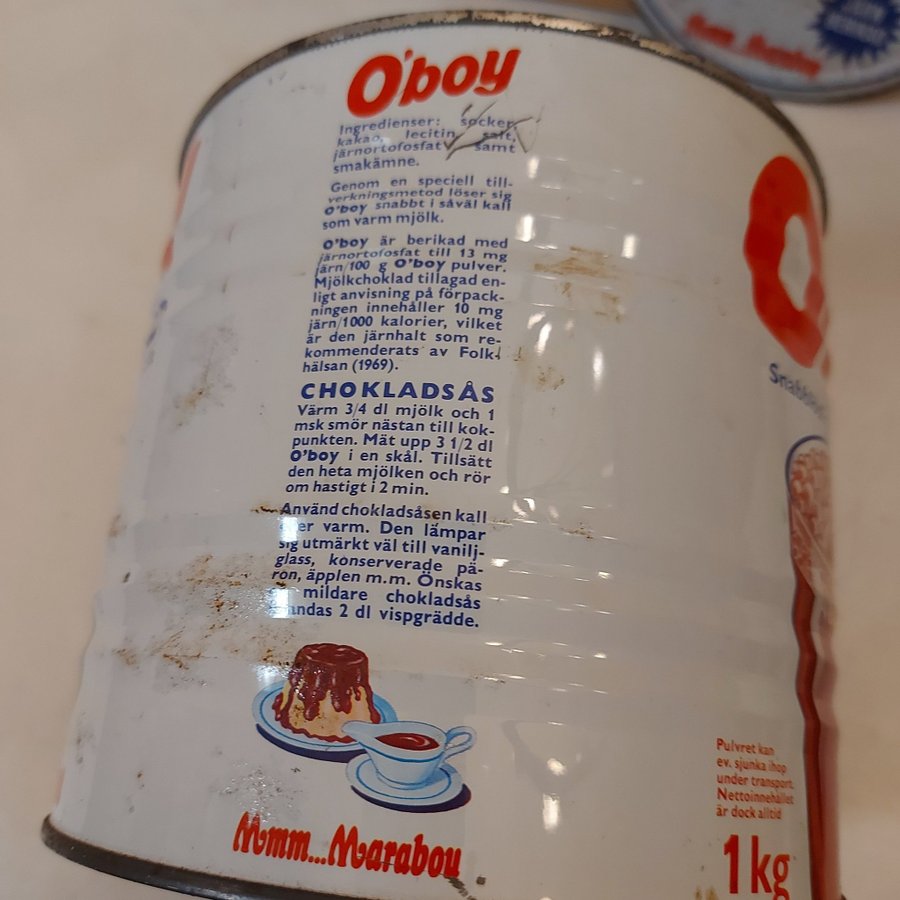 O'boy
Ingredienser: socker,
kakao, lecitin, salt,
järnortofosfat samt
smakämne.
Genom en speciell till-
verkningsmetod löser sig
O'boy snabbt i såväl kall
som varm mjölk.
O'boy är berikad med
järnortofosfat till 13 mg
järn/100 g O'boy pulver.
Mjölkchoklad tillagad en-
ligt anvisning på förpack-
ningen innehåller 10 mg
järn/1000 kalorier, vilket
är den järnhalt som re-
kommenderats av Folk-
hälsan (1969).
CHOKLADSÅS
Värm 3/4 dl mjölk och 1
msk smör nästan till kok-
punkten. Mät upp 3 1/2 dl
O'boy i en skål. Tillsätt
den heta mjölken och rör
om hastigt i 2 min.
Använd chokladsåsen kall
eller varm. Den lämpar
sig utmärkt väl till vanilj-
glass, konserverade pä-
ron, äpplen m.m. Önskas
mildare chokladsås
blandas 2 dl vispgrädde.
Mmm...Marabou
Pulvret kan
ev. sjunka ihop
under transport.
Nettoinnehållet
är dock alltid
1 kg
Mmm...Marabou